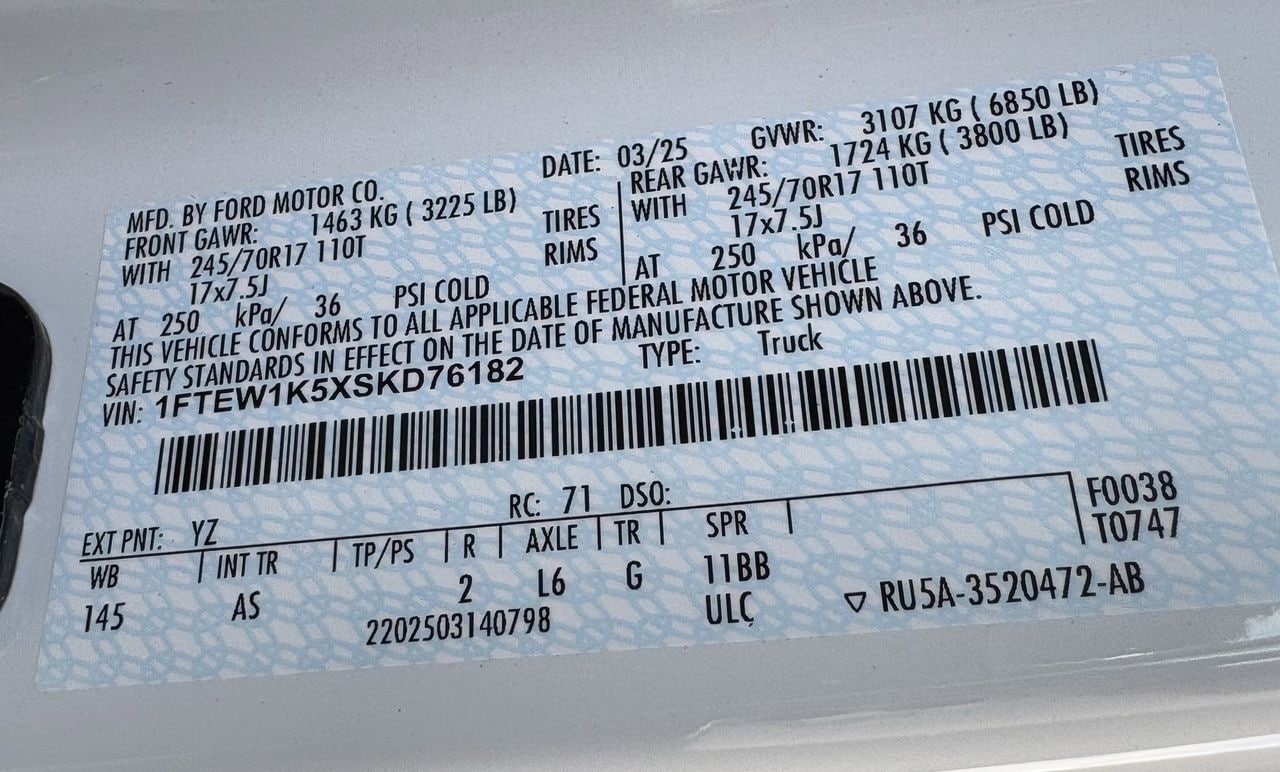 MFD. BY FORD MOTOR CO. DATE: 03/25 GVWR: 3107 KG ( 6850 LB)
FRONT GAWR: 1463 KG ( 3225 LB) REAR GAWR: 1724 KG ( 3800 LB)
WITH 245/70R17 110T TIRES WITH 245/70R17 110T TIRES
17x7.5J RIMS 17x7.5J RIMS
AT 250 kPa/ 36 PSI COLD AT 250 kPa/ 36 PSI COLD
THIS VEHICLE CONFORMS TO ALL APPLICABLE FEDERAL MOTOR VEHICLE
SAFETY STANDARDS IN EFFECT ON THE DATE OF MANUFACTURE SHOWN ABOVE.
VIN: 1FTEW1K5XSKD76182 TYPE: Truck
EXT PNT: YZ RC: 71 DSO: F0038
WB INT TR TP/PS R AXLE TR SPR T0747
145 AS 2 L6 G 11BB
2202503140798 ULÇ ▽ RU5A-3520472-AB